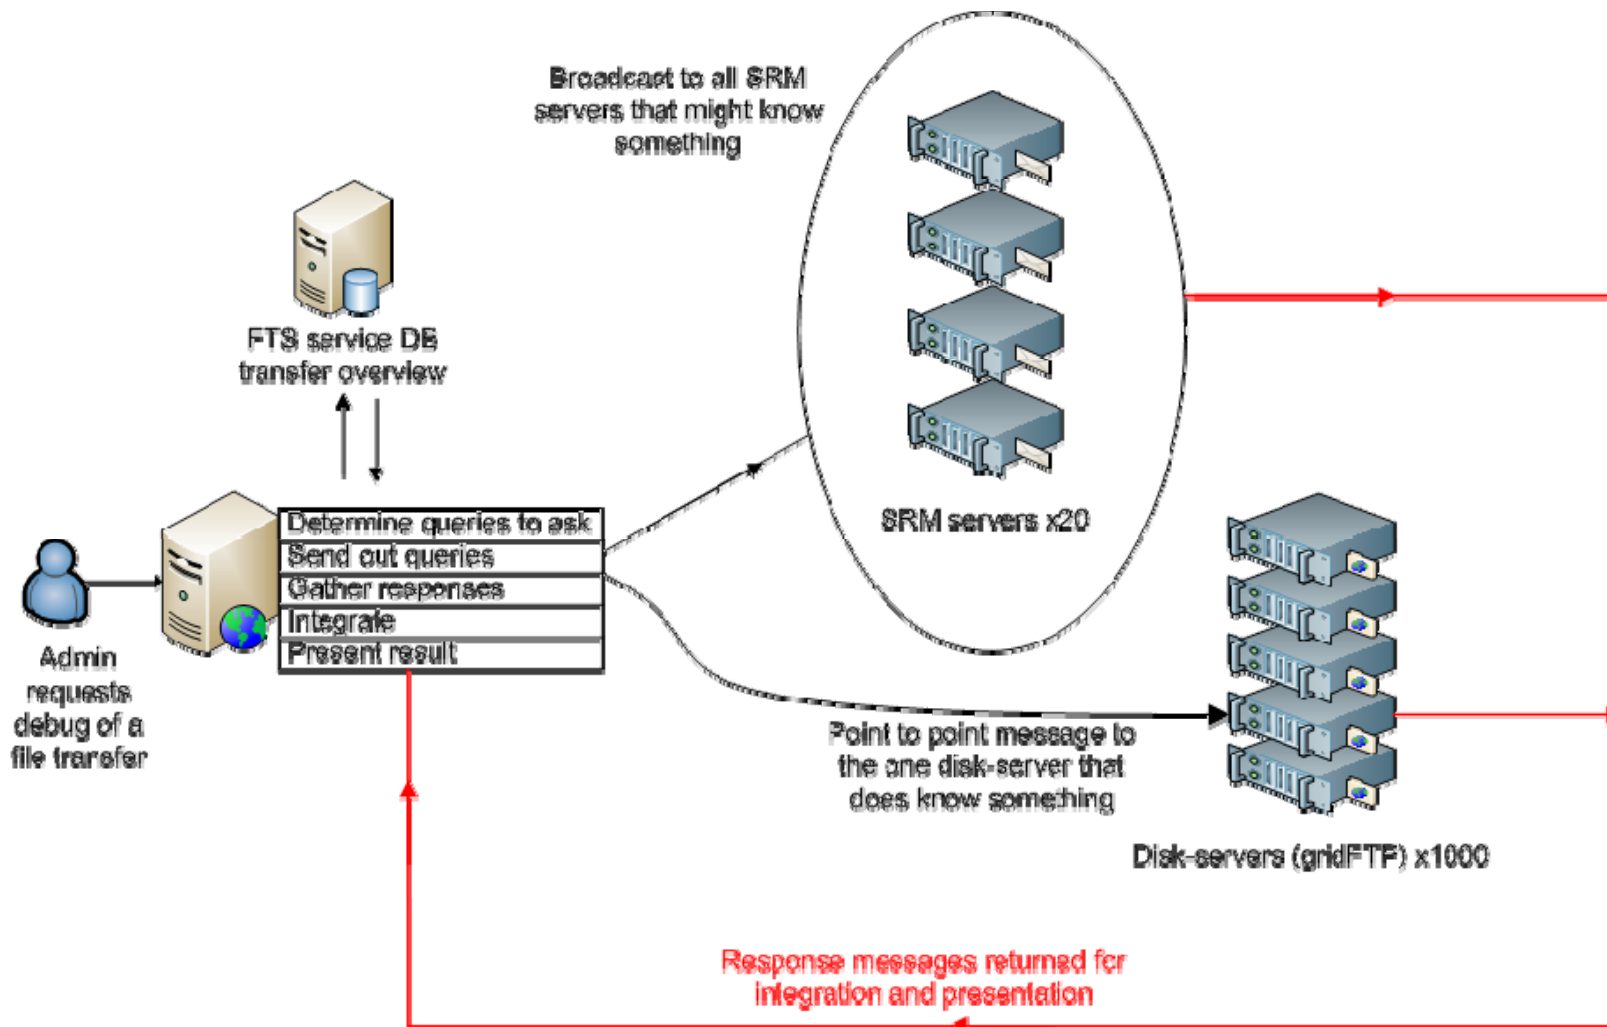 Broadcast to all SRM
servers that might know
something
FTS service DB
transfer overview
Determine queries to ask
Send out queries
Gather responses
Integrate
Present result
Admin
requests
debug of a
file transfer
SRM servers x20
Point to point message to
the one disk-server that
does know something
Disk-servers (gridFTP) x1000
Response messages returned for
integration and presentation